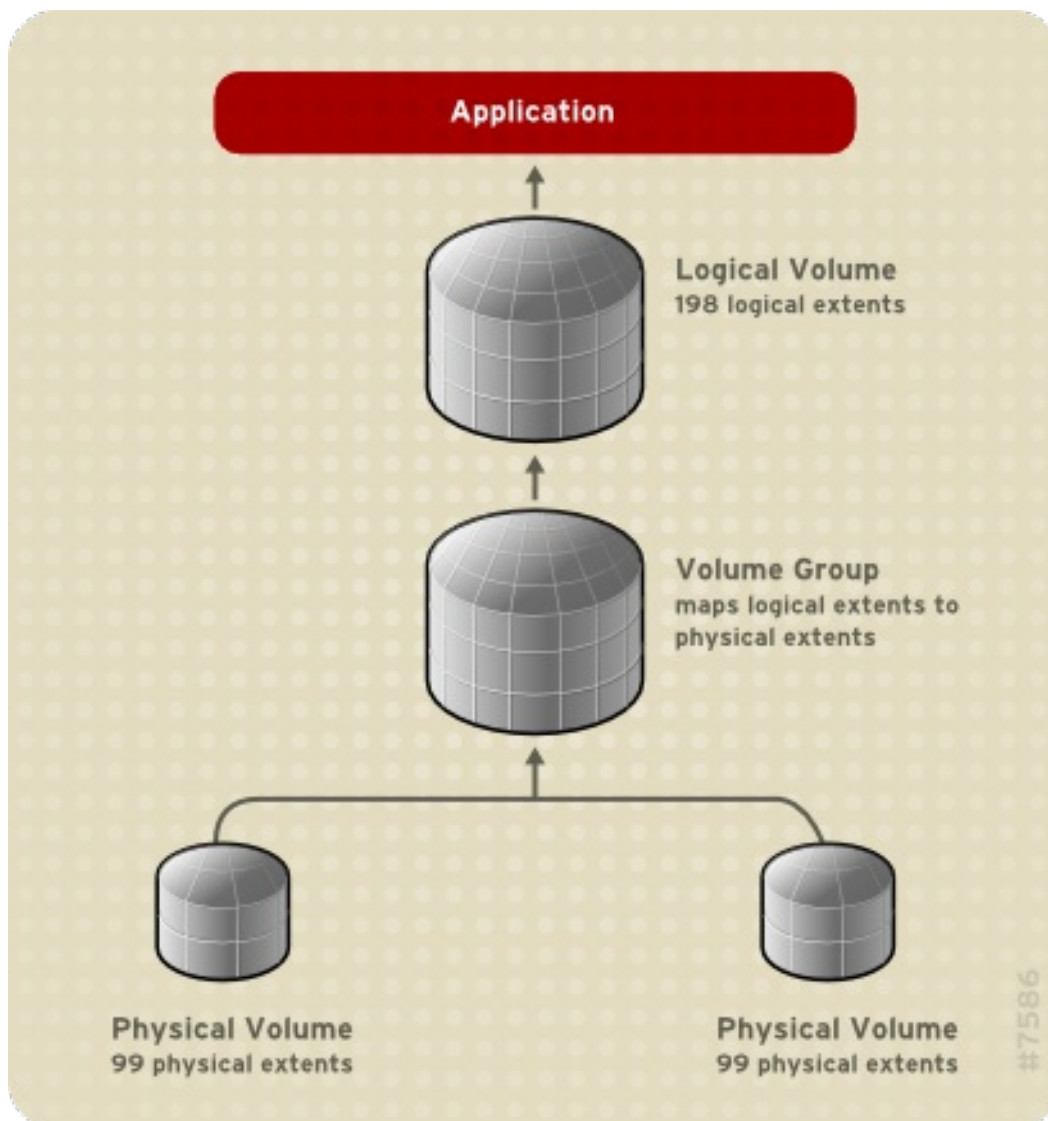 Application
Logical Volume
198 logical extents
Volume Group
maps logical extents to
physical extents
Physical Volume
99 physical extents
Physical Volume
99 physical extents
#7586